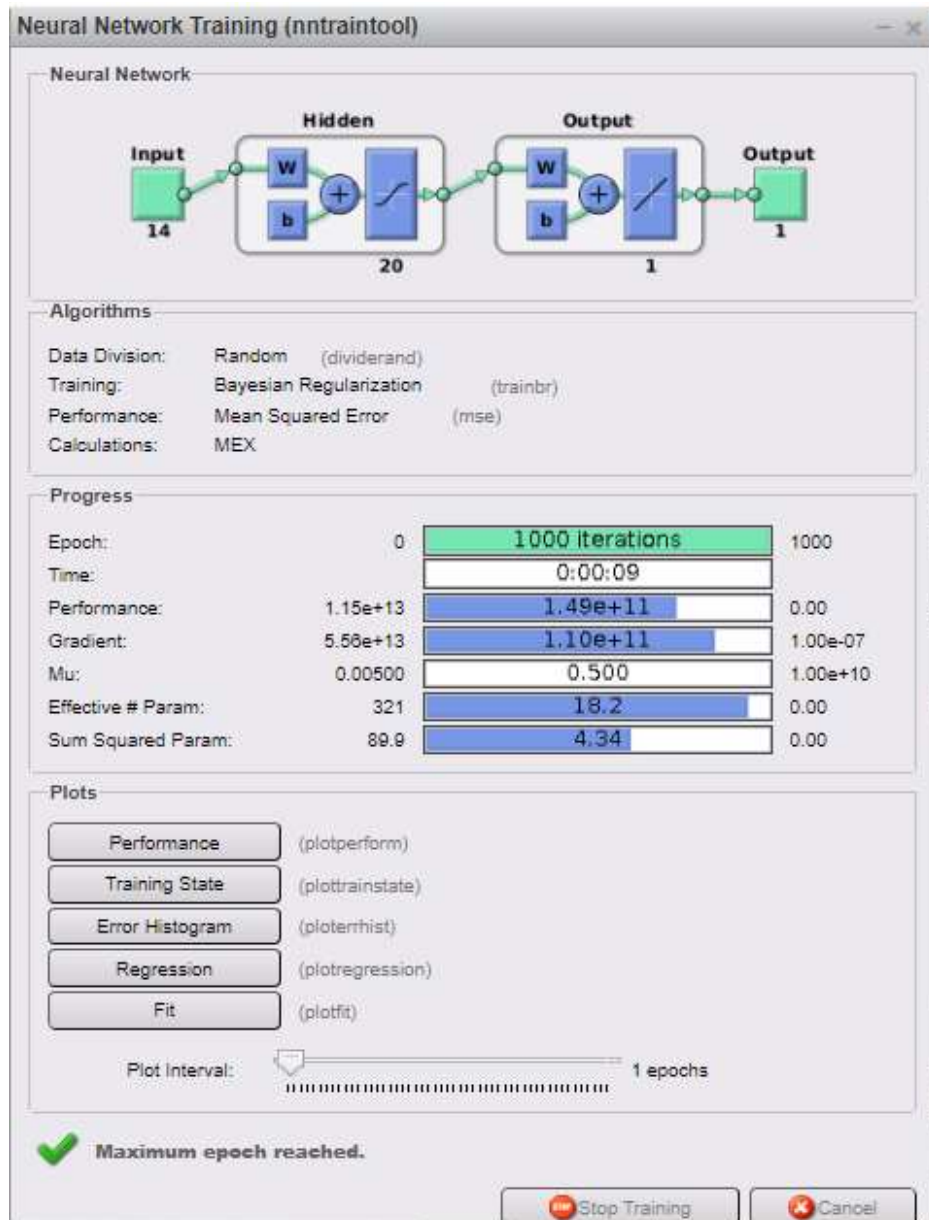 Neural Network Training (nntraintool)
Neural Network
Hidden
Output
Input
Output
W
W
b
b
14
1
20
1
Algorithms
Data Division: Random (dividerand)
Training: Bayesian Regularization (trainbr)
Performance: Mean Squared Error (mse)
Calculations: MEX
Progress
Epoch: 0 1000 iterations 1000
Time: 0:00:09
Performance: 1.15e+13 1.49e+11 0.00
Gradient: 5.56e+13 1.10e+11 1.00e-07
Mu: 0.00500 0.500 1.00e+10
Effective # Param: 321 18.2 0.00
Sum Squared Param: 89.9 4.34 0.00
Plots
Performance (plotperform)
Training State (plottrainstate)
Error Histogram (ploterrhist)
Regression (plotregression)
Fit (plotfit)
Plot Interval: 1 epochs
Maximum epoch reached.
Stop Training Cancel